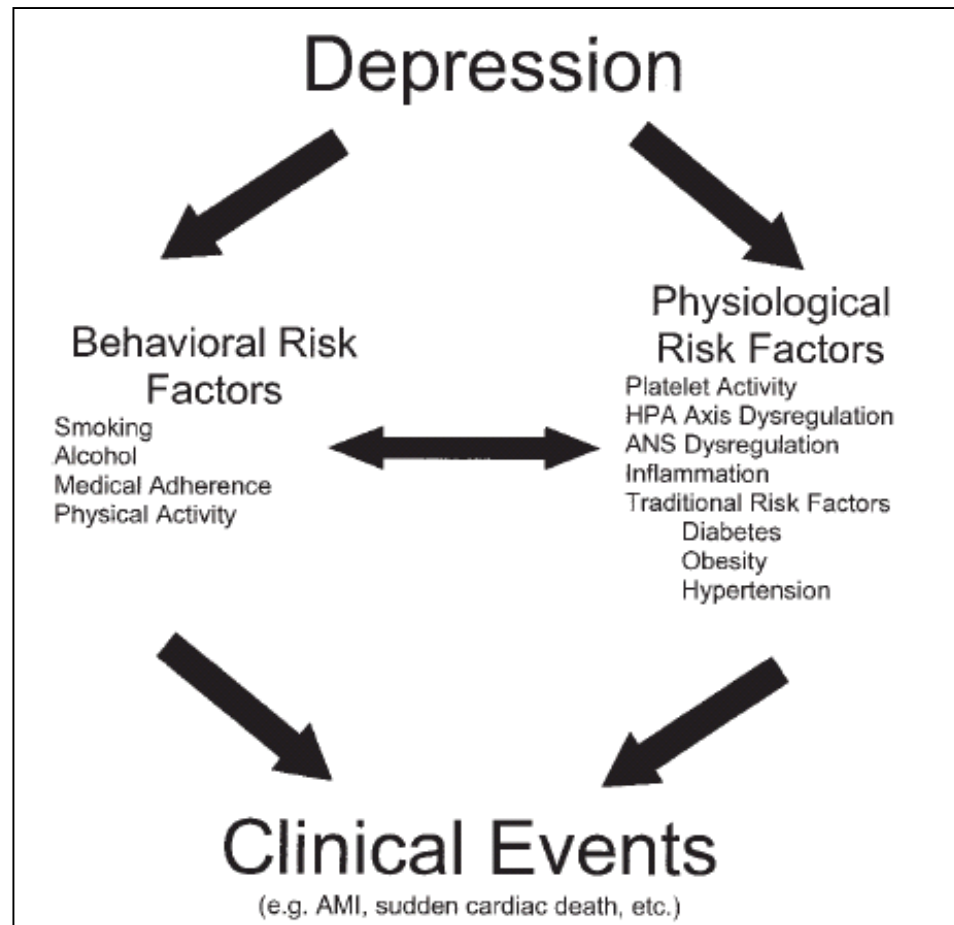 Depression
Behavioral Risk
Factors
Smoking
Alcohol
Medical Adherence
Physical Activity
Physiological
Risk Factors
Platelet Activity
HPA Axis Dysregulation
ANS Dysregulation
Inflammation
Traditional Risk Factors
Diabetes
Obesity
Hypertension
Clinical Events
(e.g. AMI, sudden cardiac death, etc.)